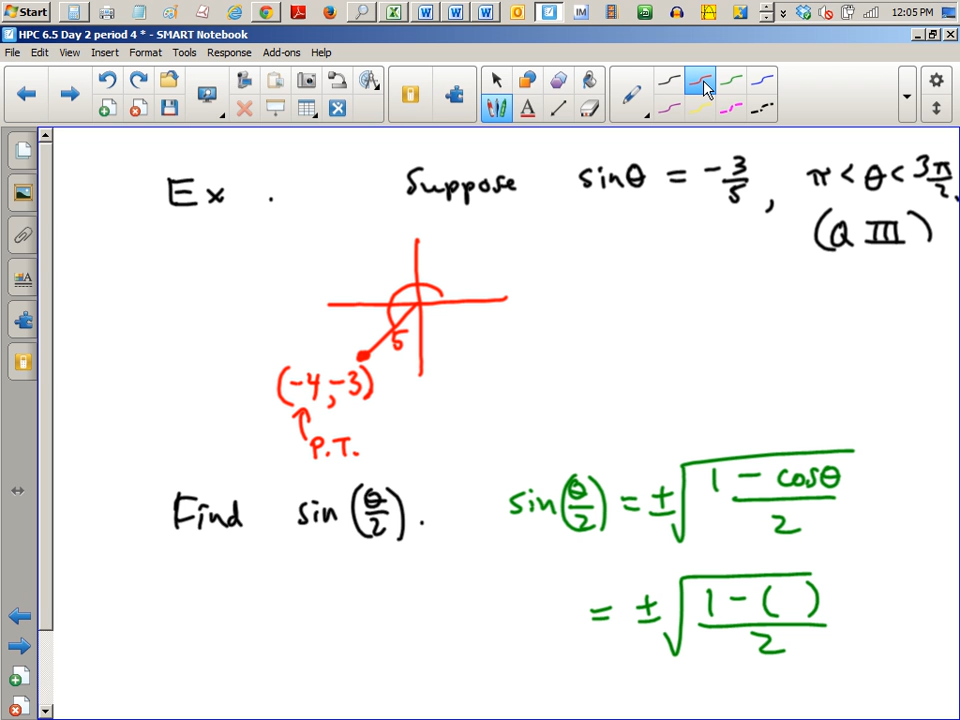 Start
12:05 PM
HPC 6.5 Day 2 period 4 * - SMART Notebook
File Edit View Insert Format Tools Response Add-ons Help
Ex . Suppose sinθ = -3/5, π < θ < 3π/2.
(Q III)
5
(-4, -3)
↑
P.T.
Find sin(θ/2). sin(θ/2) = ±√((1 - cosθ)/2)
= ±√((1 - ( ))/2)